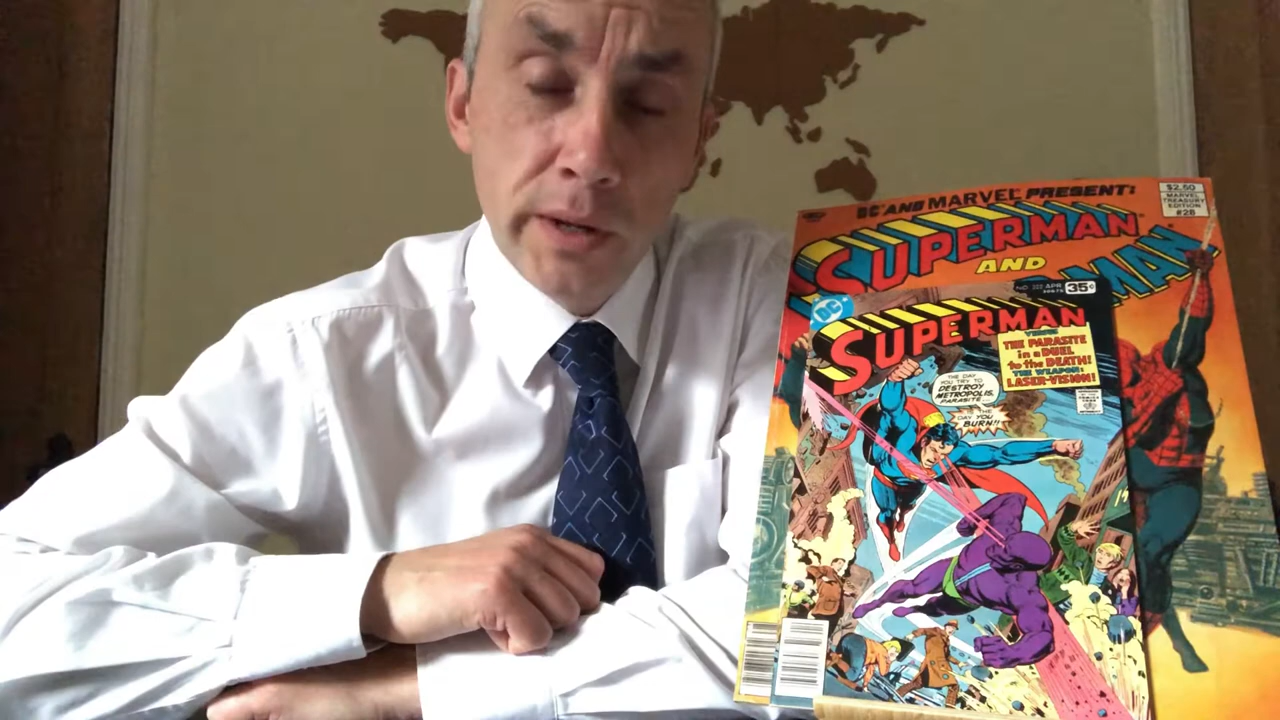 DC AND MARVEL PRESENT:
$2.50
MARVEL
TREASURY
EDITION
#28
SUPERMAN
AND
MAN
DC
APR
35¢
SUPERMAN
VERSUS
THE PARASITE
in a DUEL
to the DEATH!
THE WEAPON:
LASER-VISION!
THE DAY
YOU TRY TO
DESTROY
METROPOLIS,
PARASITE...
THE
DAY YOU
BURN!!